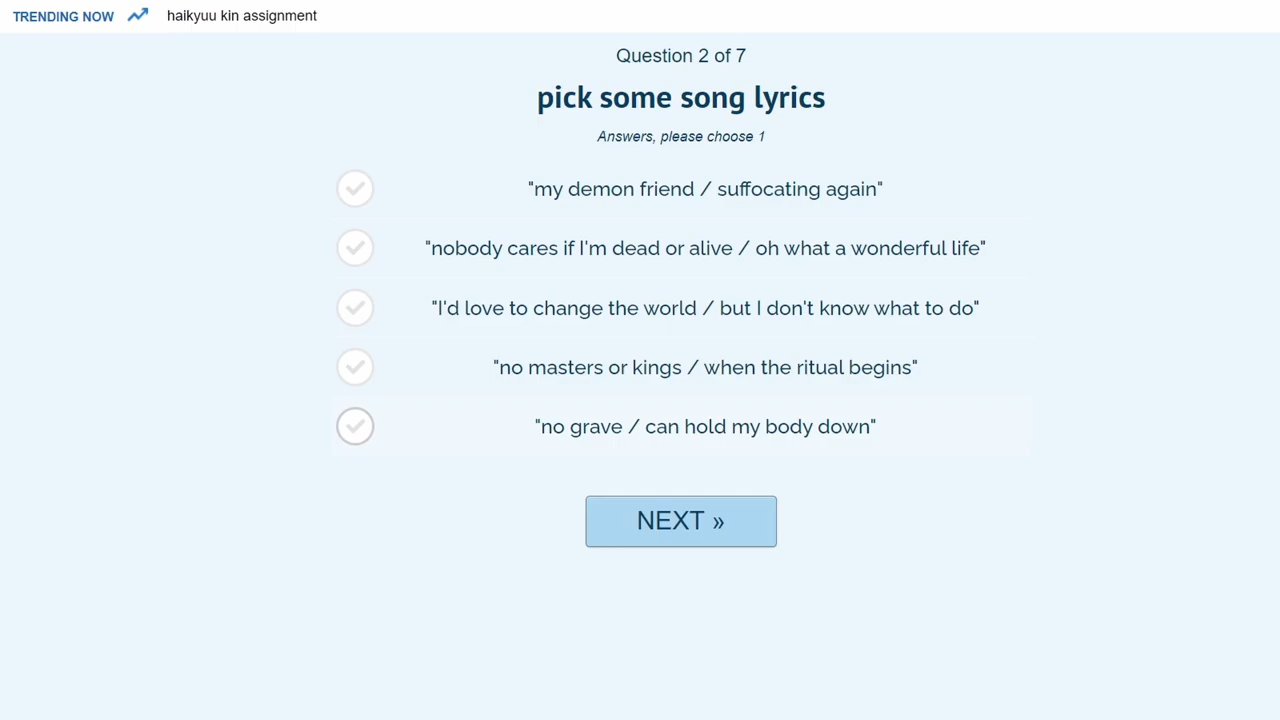 TRENDING NOW haikyuu kin assignment
Question 2 of 7
pick some song lyrics
Answers, please choose 1
"my demon friend / suffocating again"
"nobody cares if I'm dead or alive / oh what a wonderful life"
"I'd love to change the world / but I don't know what to do"
"no masters or kings / when the ritual begins"
"no grave / can hold my body down"
NEXT »